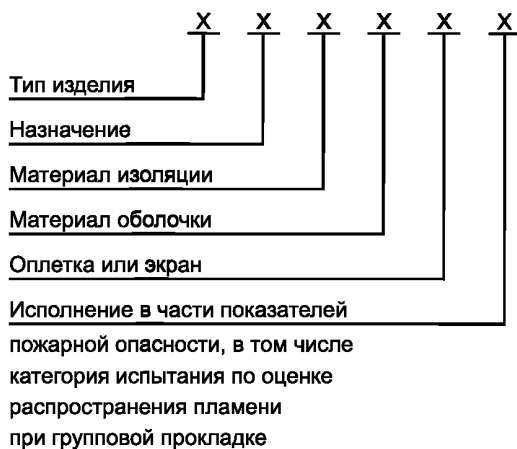 X X X X X X
Тип изделия
Назначение
Материал изоляции
Материал оболочки
Оплетка или экран
Исполнение в части показателей
пожарной опасности, в том числе
категория испытания по оценке
распространения пламени
при групповой прокладке